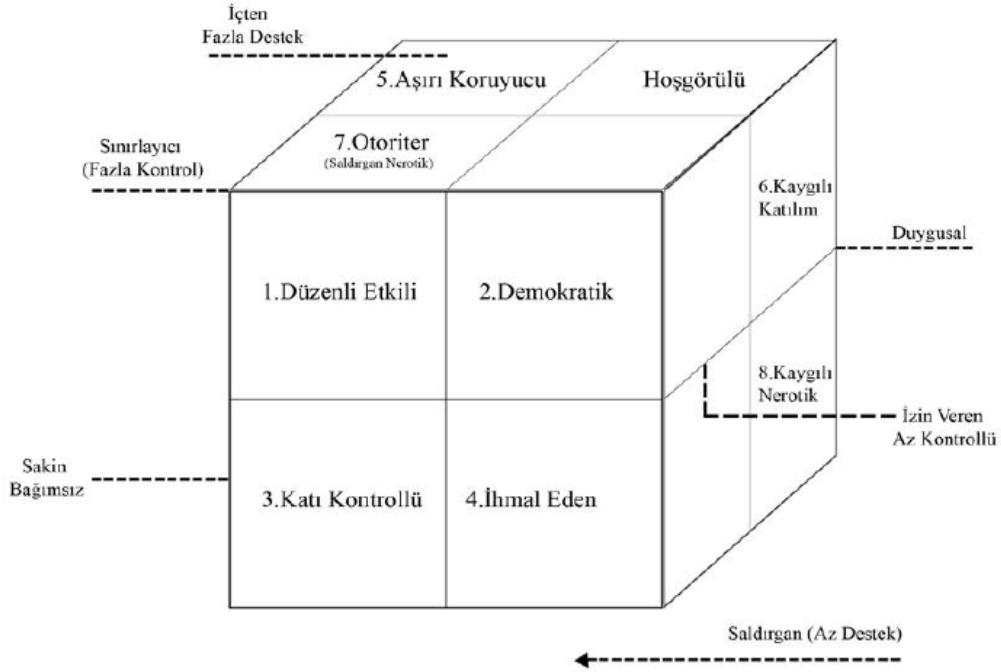 İçten
Fazla Destek
5.Aşırı Koruyucu
Hoşgörülü
7.Otoriter
(Saldırgan Nerotik)
Sınırlayıcı
(Fazla Kontrol)
6.Kaygılı
Katılım
Duygusal
1.Düzenli Etkili
2.Demokratik
8.Kaygılı
Nerotik
İzin Veren
Az Kontrollü
Sakin
Bağımsız
3.Katı Kontrollü
4.İhmal Eden
Saldırgan (Az Destek)